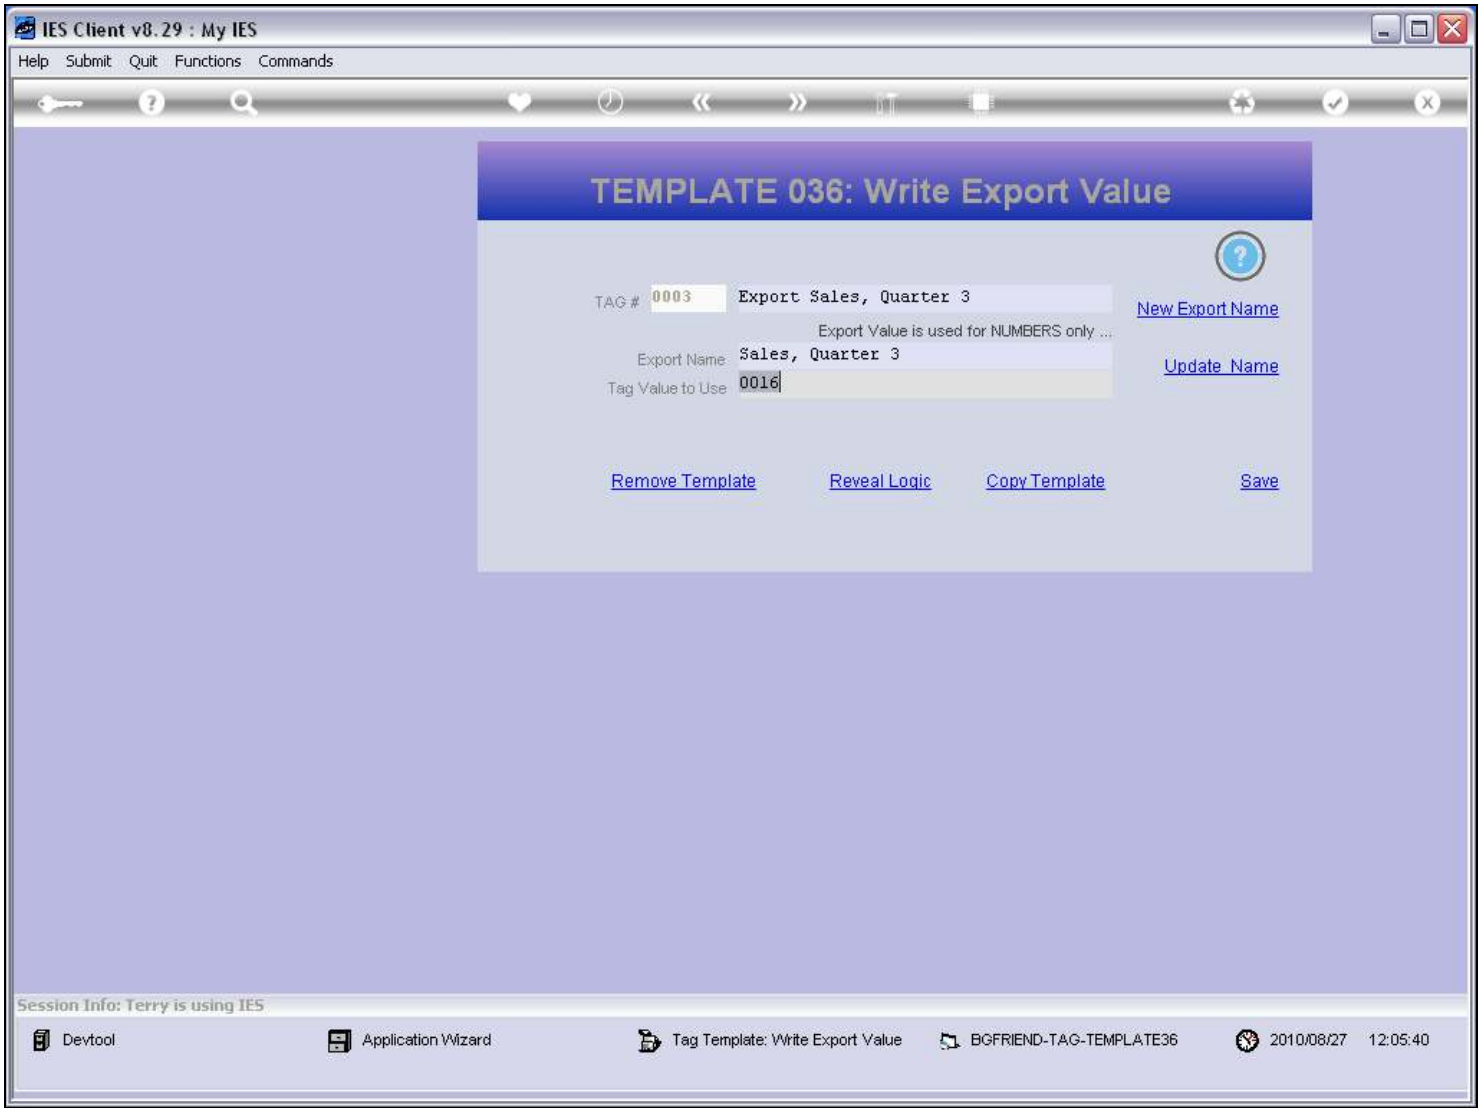 IES Client v8.29 : My IES
Help Submit Quit Functions Commands
TEMPLATE 036: Write Export Value
TAG # 0003 Export Sales, Quarter 3
New Export Name
Export Value is used for NUMBERS only ...
Export Name Sales, Quarter 3
Update Name
Tag Value to Use 0016
Remove Template Reveal Logic Copy Template Save
Session Info: Terry is using IES
Devtool Application Wizard Tag Template: Write Export Value BGFRIEND-TAG-TEMPLATE36 2010/08/27 12:05:40